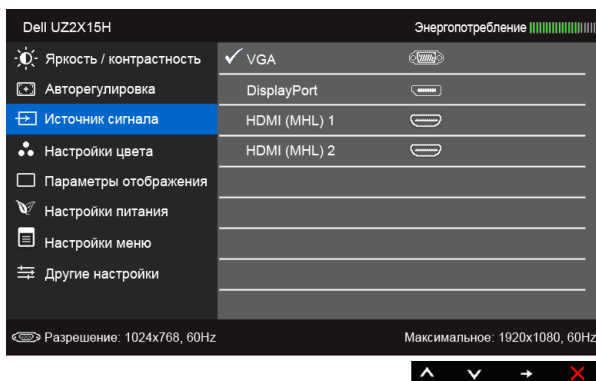 Dell UZ2X15H Энергопотребление
Яркость / контрастность VGA
Авторегулировка DisplayPort
Источник сигнала HDMI (MHL) 1
Настройки цвета HDMI (MHL) 2
Параметры отображения
Настройки питания
Настройки меню
Другие настройки
Разрешение: 1024x768, 60Hz Максимальное: 1920x1080, 60Hz